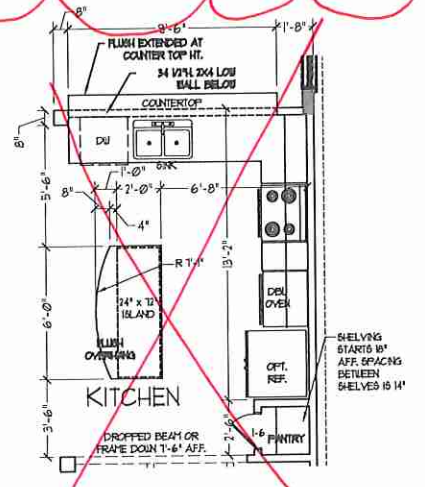 8"
8'-6"
1'-8"
FLUSH EXTENDED AT
COUNTER TOP HT.
34 1/2"H. 2X4 LOW
WALL BELOW
COUNTERTOP
8"
DW
SINK
1'-0"
8"
2'-0"
6'-8"
4"
5'-6"
13'-2"
R 7'-1"
24" x 72"
ISLAND
DBL
OVEN
6'-0"
FLUSH
OVERHANG
OPT.
REF.
SHELVING
STARTS 18"
AFF. SPACING
BETWEEN
SHELVES IS 14"
KITCHEN
3'-6"
DROPPED BEAM OR
FRAME DOWN 7'-6" AFF.
2'-6"
1-6
PANTRY